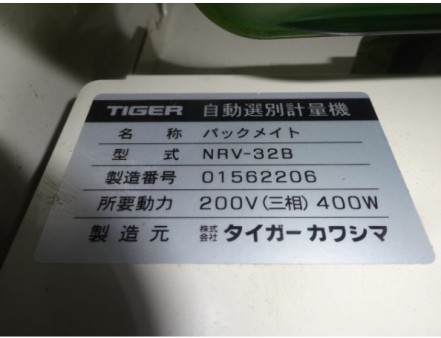 TIGER 自動選別計量機
名称 パックメイト
型式 NRV-32B
製造番号 01562206
所要動力 200V(三相)400W
製造元 株式会社 タイガーカワシマ